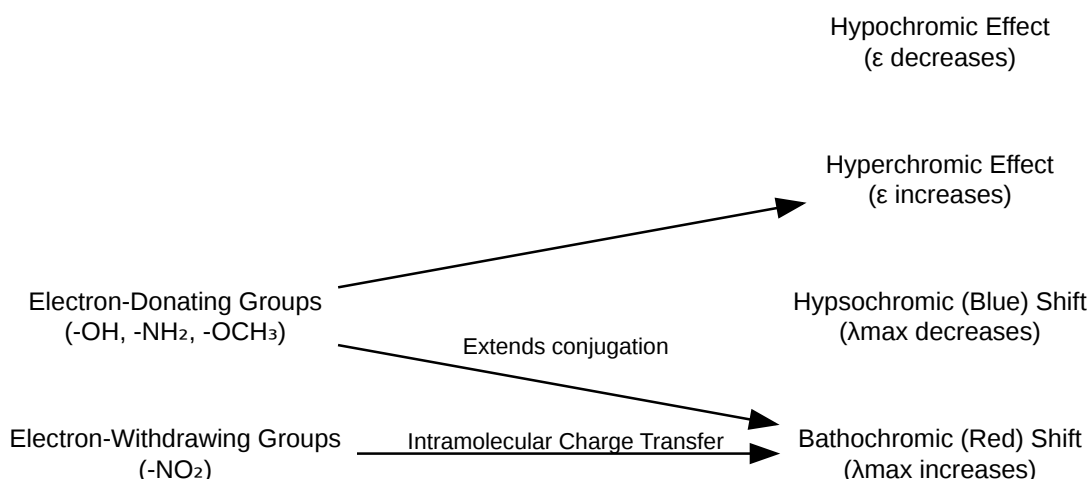 Hypochromic Effect
(ε decreases)
Hyperchromic Effect
(ε increases)
Electron-Donating Groups
(-OH, -NH₂, -OCH₃)
Hypsochromic (Blue) Shift
(λmax decreases)
Extends conjugation
Electron-Withdrawing Groups
(-NO₂)
Intramolecular Charge Transfer
Bathochromic (Red) Shift
(λmax increases)